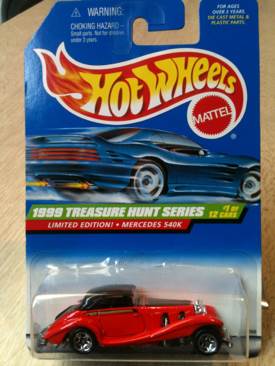 WARNING:
CHOKING HAZARD–
Small parts. Not for children
under 3 years.
FOR AGES
OVER 3 YEARS.
DIE CAST METAL &
PLASTIC PARTS.
Hot Wheels
MATTEL
1999 TREASURE HUNT SERIES
#1 OF
12 CARS
LIMITED EDITION! • MERCEDES 540K